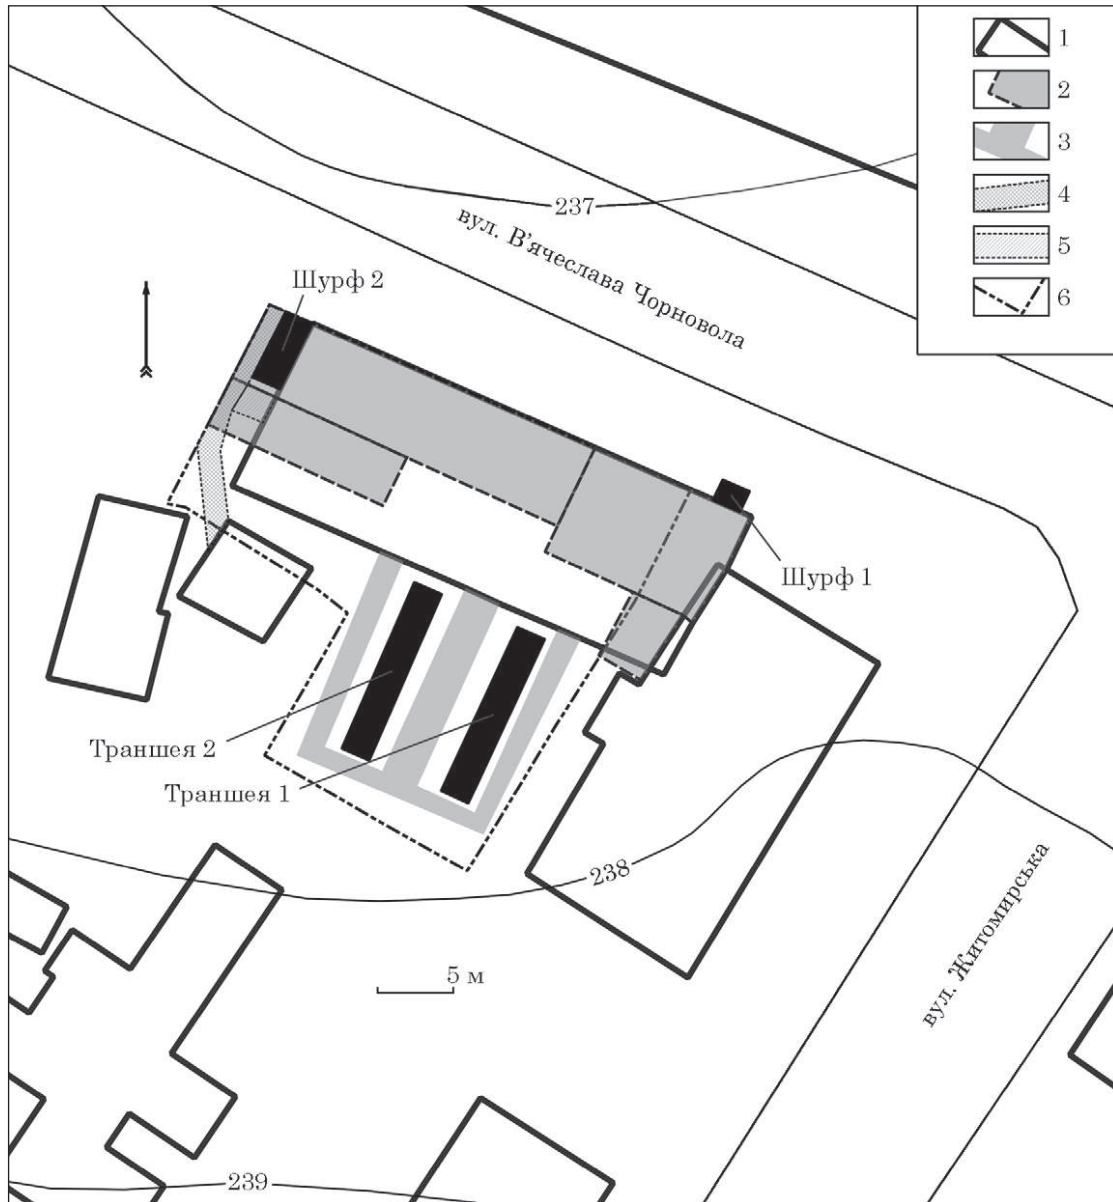 1
2
3
4
5
6
237
вул. В'ячеслава Чорновола
Шурф 2
Шурф 1
Траншея 2
Траншея 1
238
5 м
вул. Житомирська
239